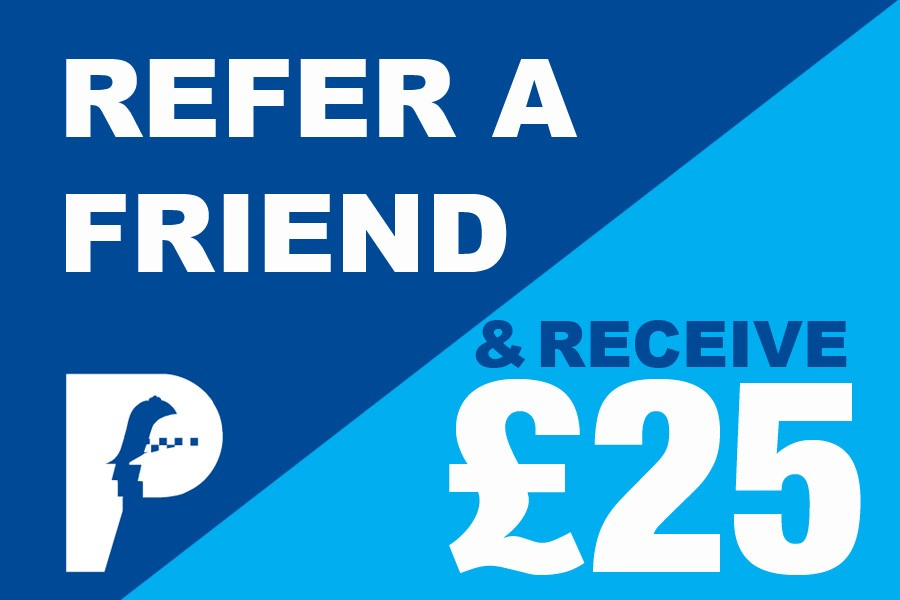 REFER A
FRIEND
& RECEIVE
£25
P